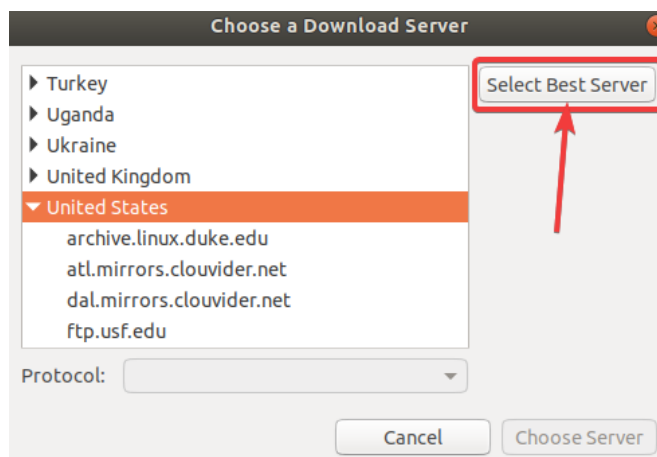 Choose a Download Server
Turkey
Select Best Server
Uganda
Ukraine
United Kingdom
United States
archive.linux.duke.edu
atl.mirrors.clouvider.net
dal.mirrors.clouvider.net
ftp.usf.edu
Protocol:
Cancel
Choose Server